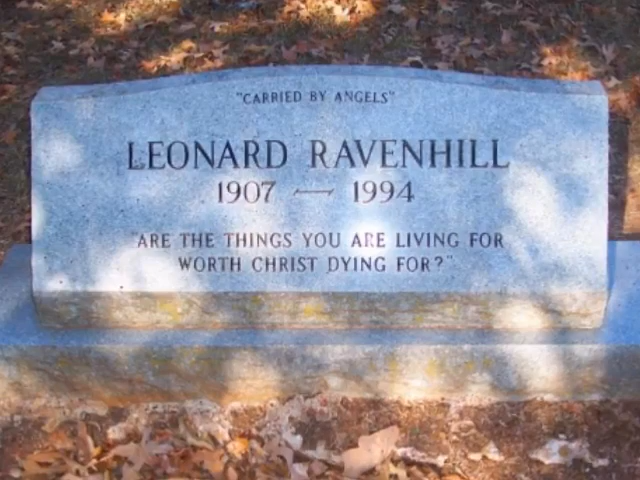 "CARRIED BY ANGELS"
LEONARD RAVENHILL
1907 — 1994
"ARE THE THINGS YOU ARE LIVING FOR
WORTH CHRIST DYING FOR?"